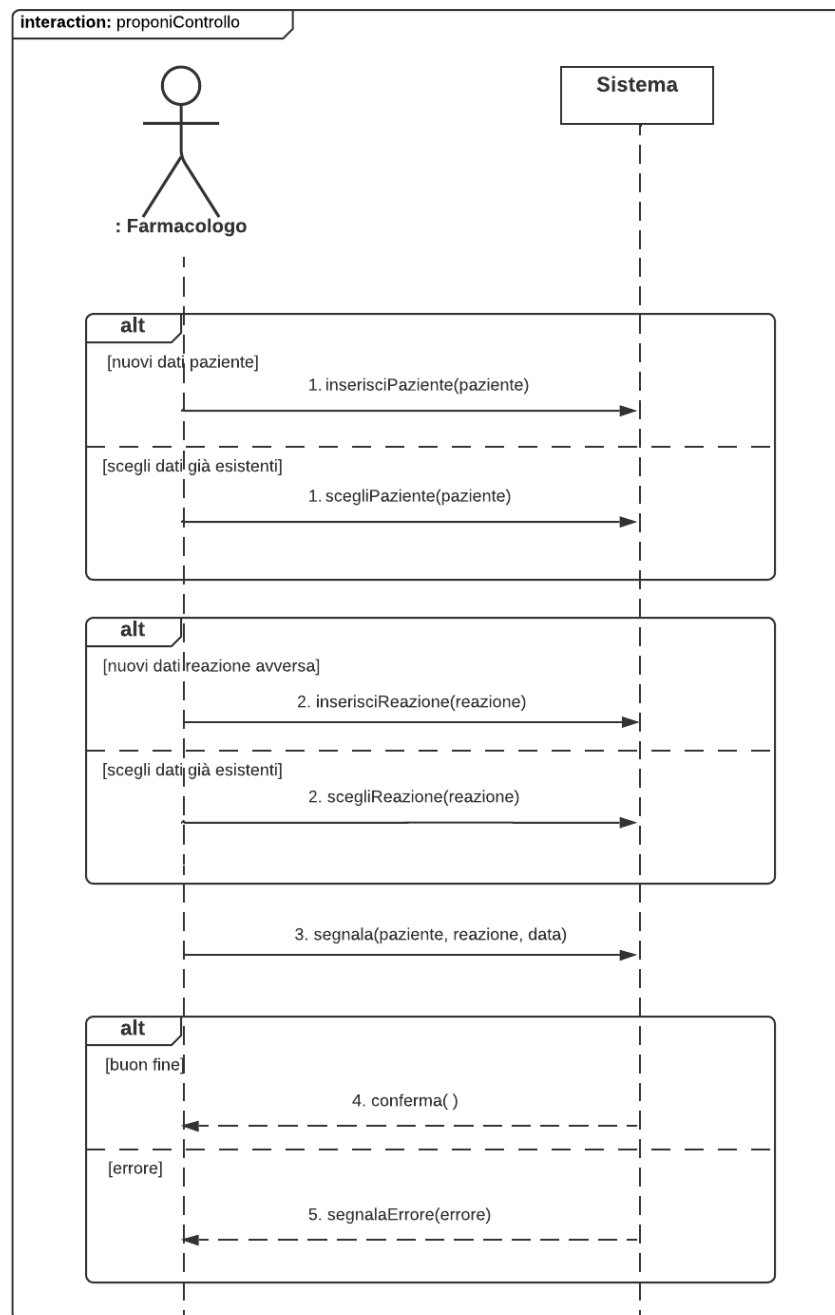 interaction: proponiControllo
Sistema
: Farmacologo
alt
[nuovi dati paziente]
1. inserisciPaziente(paziente)
[scegli dati già esistenti]
1. scegliPaziente(paziente)
alt
[nuovi dati reazione avversa]
2. inserisciReazione(reazione)
[scegli dati già esistenti]
2. scegliReazione(reazione)
3. segnala(paziente, reazione, data)
alt
[buon fine]
4. conferma( )
[errore]
5. segnalaErrore(errore)